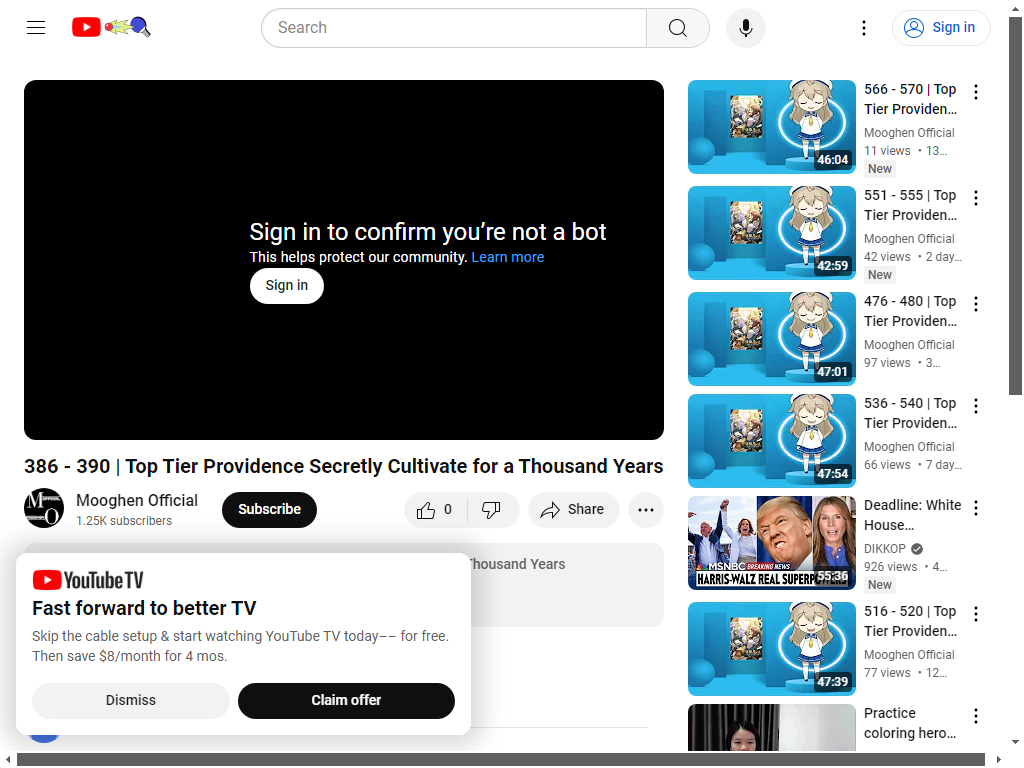 Search
Sign in
Sign in to confirm you’re not a bot
This helps protect our community. Learn more
Sign in
386 - 390 | Top Tier Providence Secretly Cultivate for a Thousand Years
Mooghen Official
1.25K subscribers
Subscribe
0
Share
Thousand Years
YouTube TV
Fast forward to better TV
Skip the cable setup & start watching YouTube TV today–– for free.
Then save $8/month for 4 mos.
Dismiss
Claim offer
46:04
566 - 570 | Top
Tier Providen…
Mooghen Official
11 views • 13…
New
42:59
551 - 555 | Top
Tier Providen…
Mooghen Official
42 views • 2 day…
New
47:01
476 - 480 | Top
Tier Providen…
Mooghen Official
97 views • 3…
47:54
536 - 540 | Top
Tier Providen…
Mooghen Official
66 views • 7 day…
MSNBC BREAKING NEWS
HARRIS-WALZ REAL SUPERPOWERS
55:36
Deadline: White
House…
DIKKOP
926 views • 4…
New
47:39
516 - 520 | Top
Tier Providen…
Mooghen Official
77 views • 12…
Practice
coloring hero…